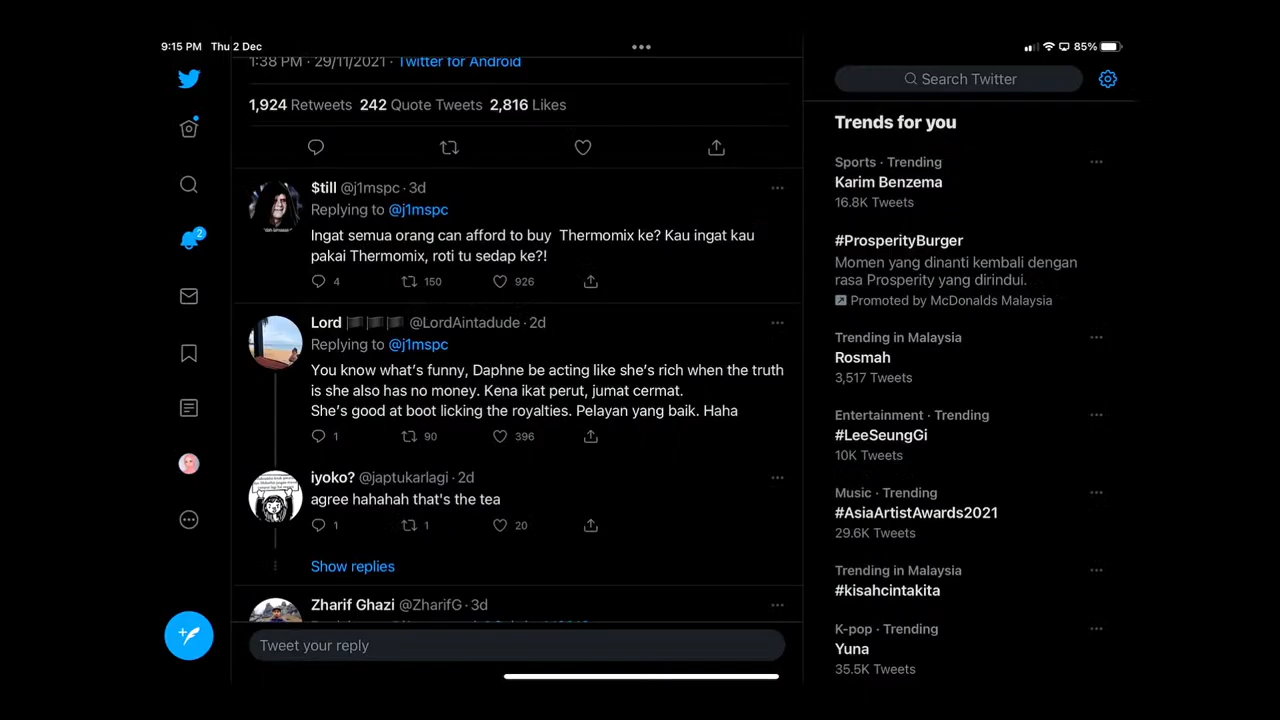 9:15 PM Thu 2 Dec
85%
1:38 PM · 29/11/2021 · Twitter for Android
1,924 Retweets 242 Quote Tweets 2,816 Likes
$till @j1mspc · 3d
Replying to @j1mspc
Ingat semua orang can afford to buy Thermomix ke? Kau ingat kau
pakai Thermomix, roti tu sedap ke?!
4 150 926
Lord 🏴🏴🏴 @LordAintadude · 2d
Replying to @j1mspc
You know what's funny, Daphne be acting like she's rich when the truth
is she also has no money. Kena ikat perut, jumat cermat.
She's good at boot licking the royalties. Pelayan yang baik. Haha
1 90 396
iyoko? @japtukarlagi · 2d
agree hahahah that's the tea
1 1 20
Show replies
Zharif Ghazi @ZharifG · 3d
Tweet your reply
2
Search Twitter
Trends for you
Sports · Trending
Karim Benzema
16.8K Tweets
#ProsperityBurger
Momen yang dinanti kembali dengan
rasa Prosperity yang dirindui.
Promoted by McDonalds Malaysia
Trending in Malaysia
Rosmah
3,517 Tweets
Entertainment · Trending
#LeeSeungGi
10K Tweets
Music · Trending
#AsiaArtistAwards2021
29.6K Tweets
Trending in Malaysia
#kisahcintakita
K-pop · Trending
Yuna
35.5K Tweets